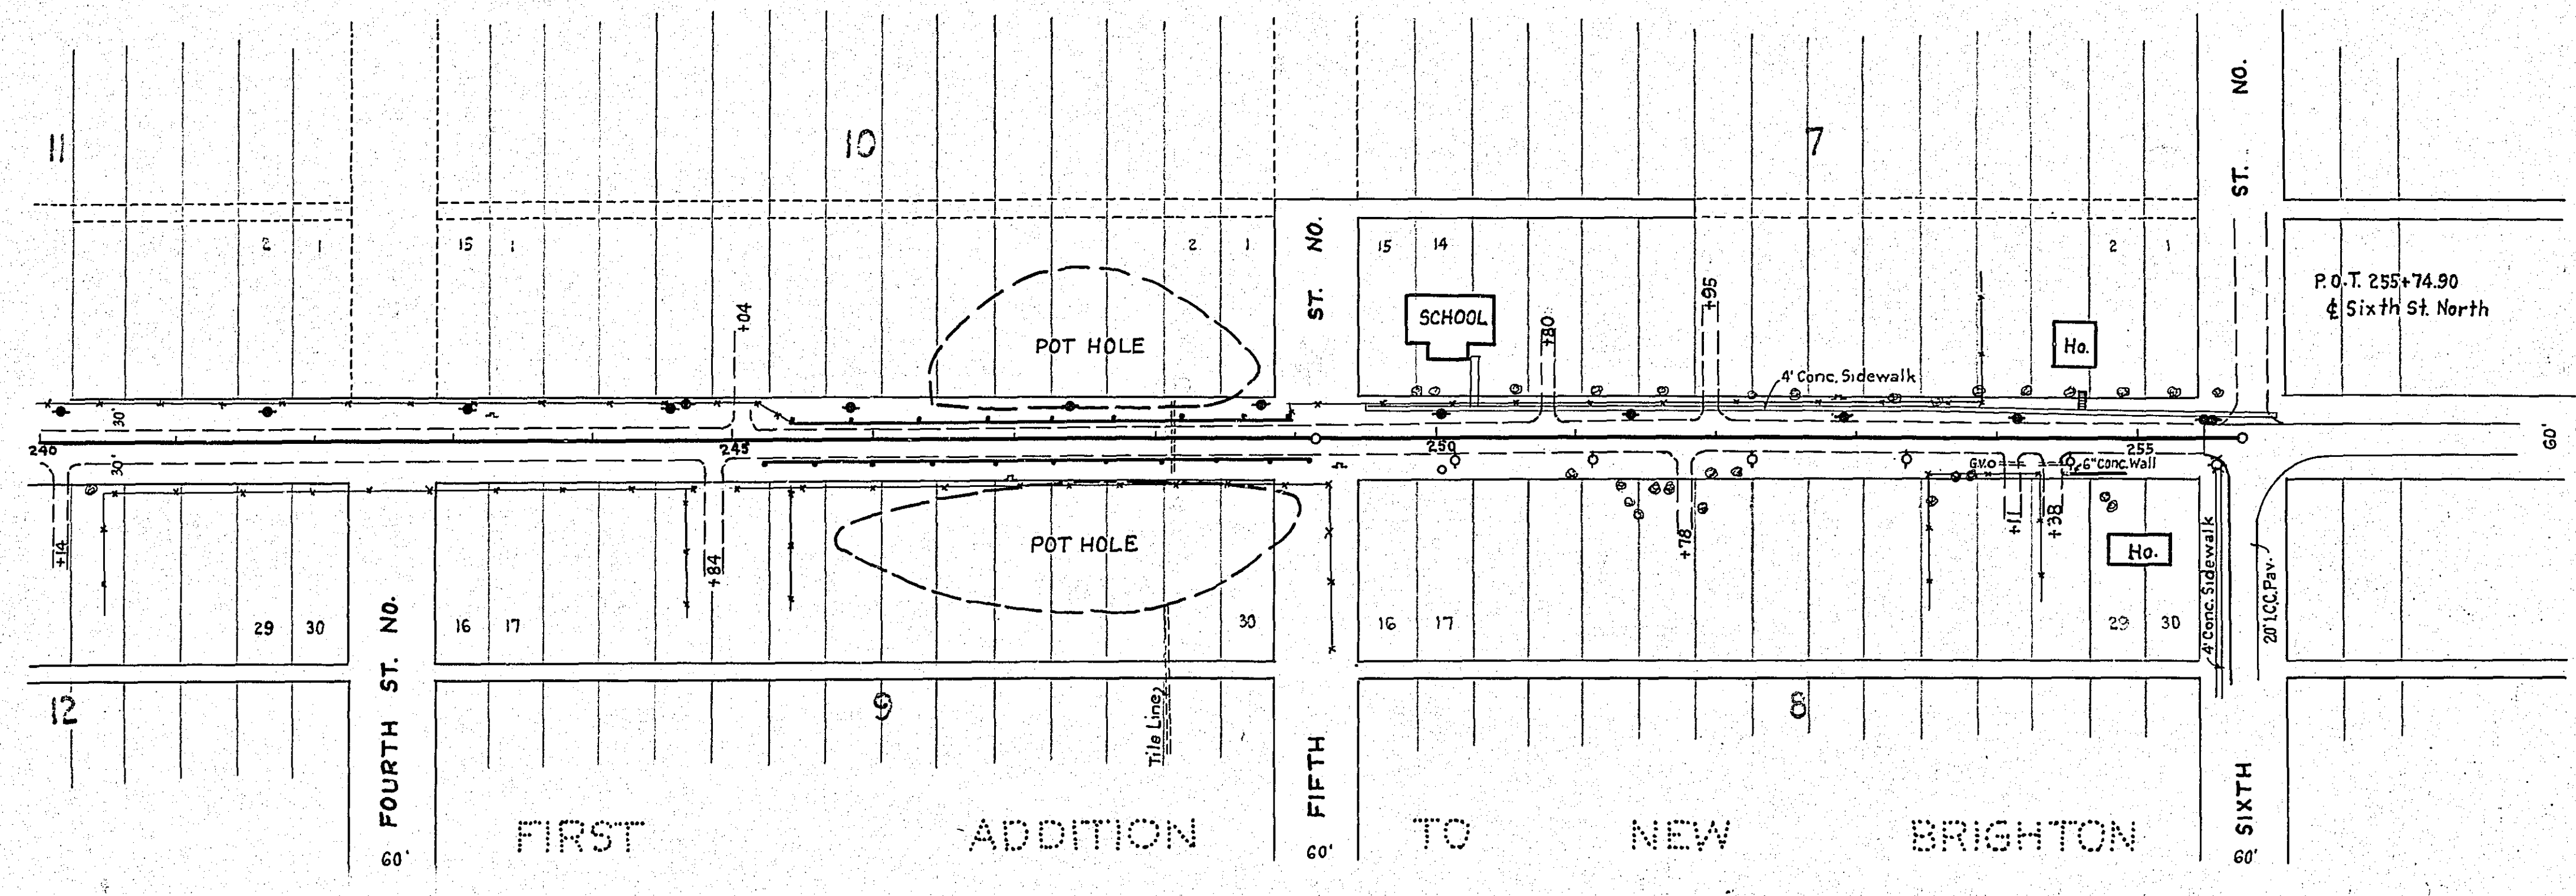 11
10
7
ST. NO.
2 1
15 1
2 1
ST. NO.
15 14
2 1
P.O.T. 255+74.90
℄ Sixth St. North
+04
+80
+95
SCHOOL
POT HOLE
Ho.
4' Conc. Sidewalk
30'
240
245
250
255
60'
30'
G.V.
6" Conc. Wall
+14
+84
POT HOLE
+78
+11
+38
Ho.
4' Conc. Sidewalk
20' I.C.C. Pav.
29 30
16 17
30
16 17
29 30
12
9
8
Tile Line
FOURTH ST. NO.
FIFTH
SIXTH
FIRST ADDITION TO NEW BRIGHTON
60'
60'
60'